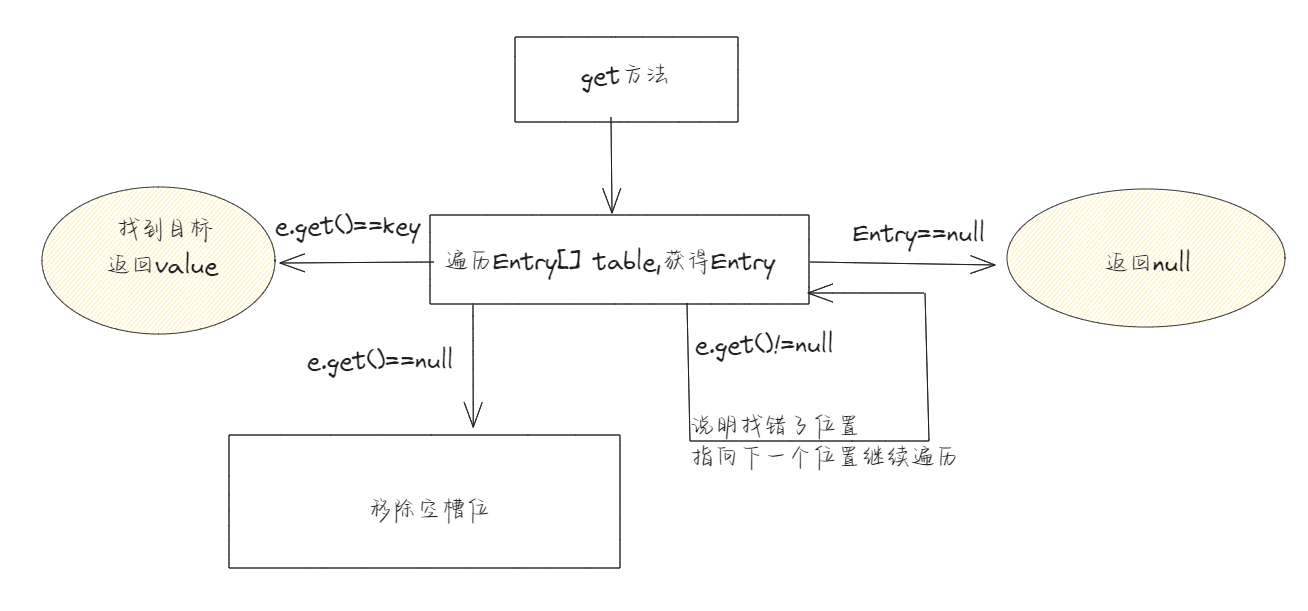 get方法
找到目标
返回value
e.get()==key
遍历Entry[] table,获得Entry
Entry==null
返回null
e.get()==null
e.get()!=null
说明找错了位置
指向下一个位置继续遍历
移除空槽位